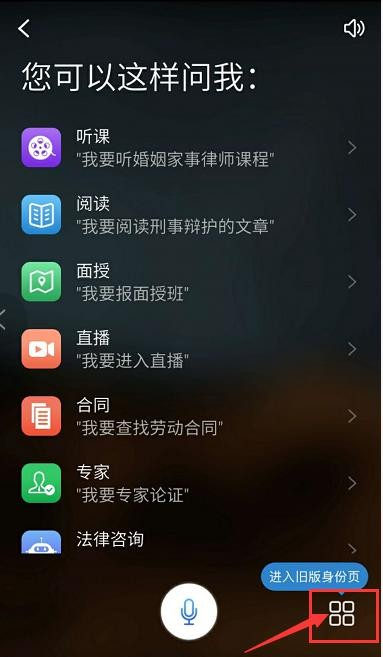 您可以这样问我：
听课
"我要听婚姻家事律师课程"
阅读
"我要阅读刑事辩护的文章"
面授
"我要报面授班"
直播
"我要进入直播"
合同
"我要查找劳动合同"
专家
"我要专家论证"
法律咨询
进入旧版身份页